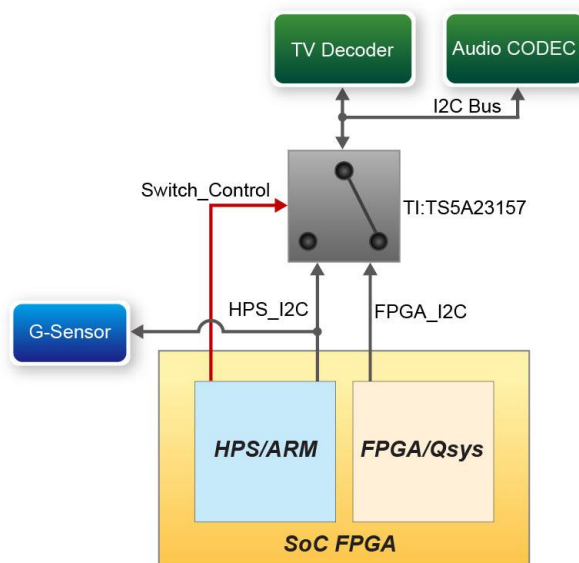 TV Decoder
Audio CODEC
I2C Bus
Switch_Control
TI:TS5A23157
HPS_I2C
FPGA_I2C
G-Sensor
HPS/ARM
FPGA/Qsys
SoC FPGA